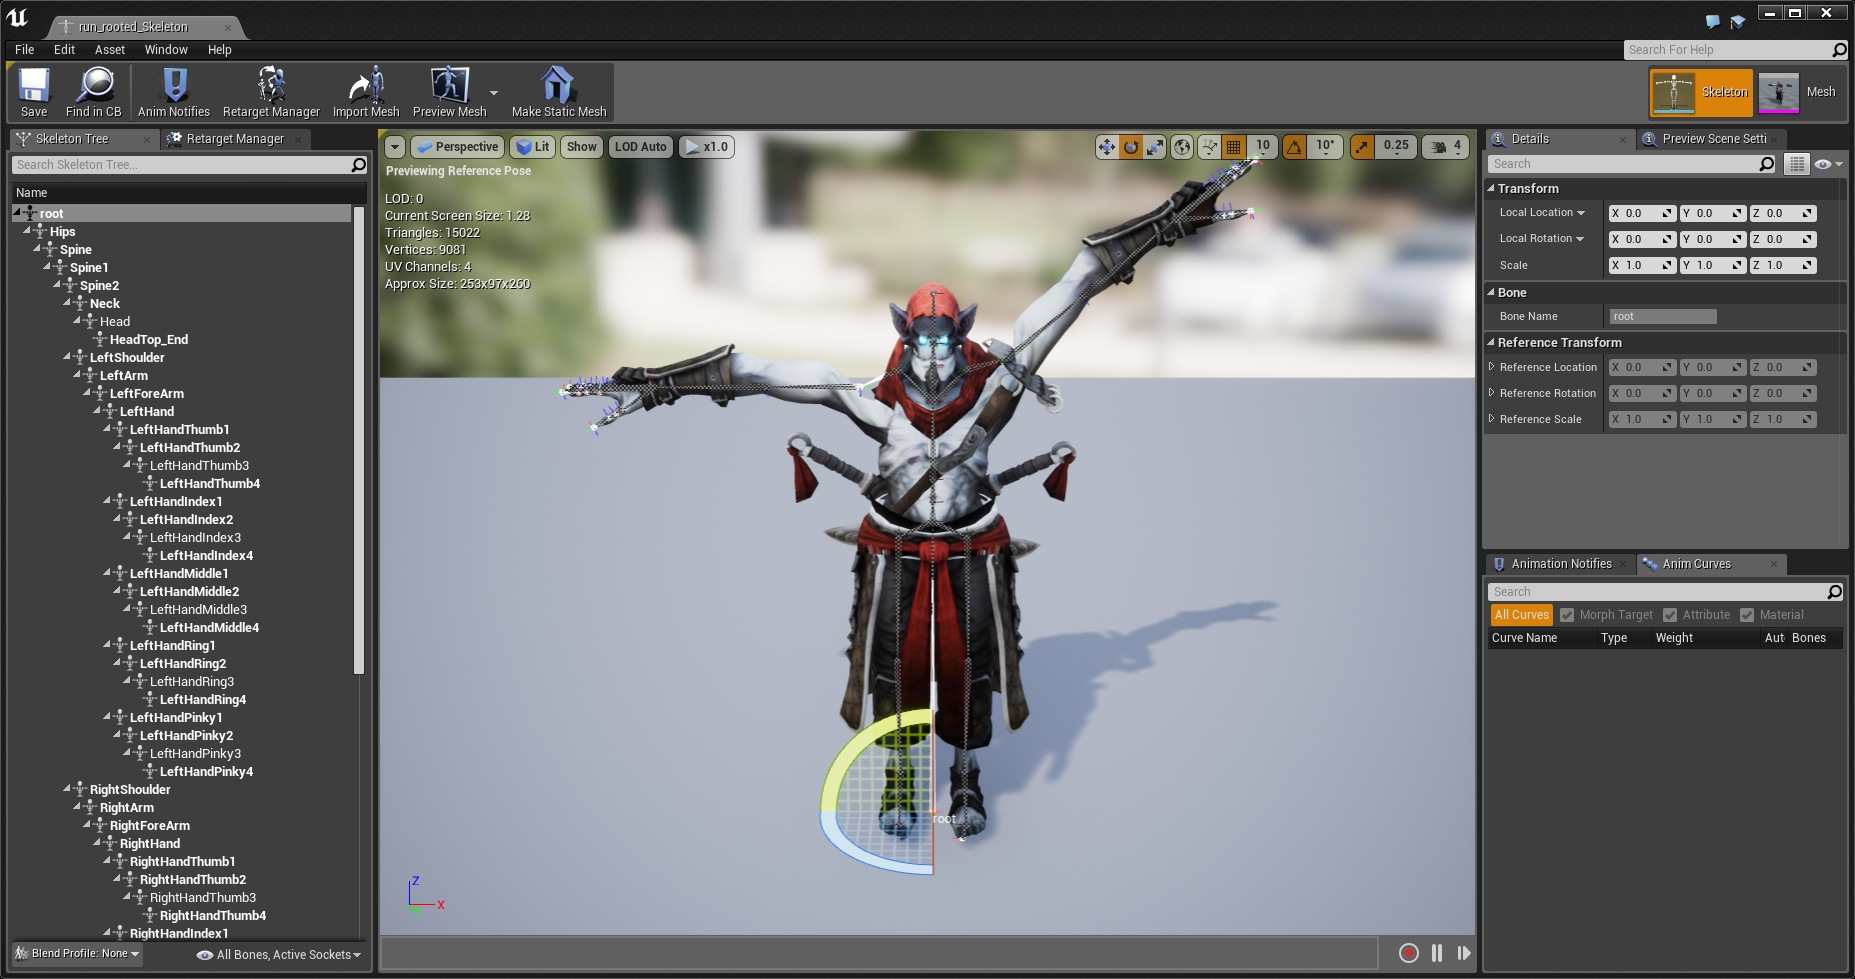 run_rooted_Skeleton
File Edit Asset Window Help
Search For Help
Save
Find in CB
Anim Notifies
Retarget Manager
Import Mesh
Preview Mesh
Make Static Mesh
Skeleton
Mesh
Skeleton Tree
Retarget Manager
Search Skeleton Tree...
Name
root
Hips
Spine
Spine1
Spine2
Neck
Head
HeadTop_End
LeftShoulder
LeftArm
LeftForeArm
LeftHand
LeftHandThumb1
LeftHandThumb2
LeftHandThumb3
LeftHandThumb4
LeftHandIndex1
LeftHandIndex2
LeftHandIndex3
LeftHandIndex4
LeftHandMiddle1
LeftHandMiddle2
LeftHandMiddle3
LeftHandMiddle4
LeftHandRing1
LeftHandRing2
LeftHandRing3
LeftHandRing4
LeftHandPinky1
LeftHandPinky2
LeftHandPinky3
LeftHandPinky4
RightShoulder
RightArm
RightForeArm
RightHand
RightHandThumb1
RightHandThumb2
RightHandThumb3
RightHandThumb4
RightHandIndex1
Blend Profile: None
All Bones, Active Sockets
Perspective Lit Show LOD Auto x1.0
10 10° 0.25 4
Previewing Reference Pose
LOD: 0
Current Screen Size: 1.28
Triangles: 15022
Vertices: 9081
UV Channels: 4
Approx Size: 253x97x260
root
Z
X
Y
Details
Preview Scene Setti
Search
Transform
Local Location X 0.0 Y 0.0 Z 0.0
Local Rotation X 0.0 Y 0.0 Z 0.0
Scale X 1.0 Y 1.0 Z 1.0
Bone
Bone Name root
Reference Transform
Reference Location X 0.0 Y 0.0 Z 0.0
Reference Rotation X 0.0 Y 0.0 Z 0.0
Reference Scale X 1.0 Y 1.0 Z 1.0
Animation Notifies
Anim Curves
Search
All Curves Morph Target Attribute Material
Curve Name Type Weight Aut Bones